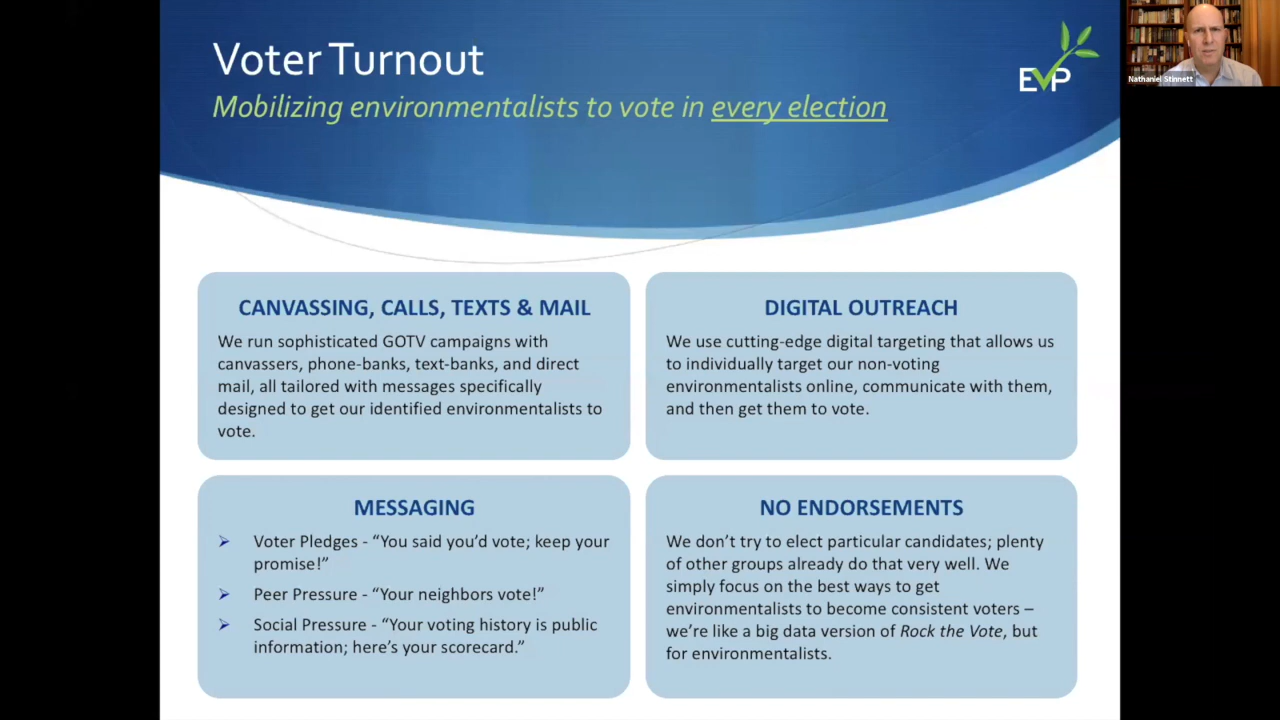 Voter Turnout
Mobilizing environmentalists to vote in every election
EVP
Nathaniel Stinnett
CANVASSING, CALLS, TEXTS & MAIL
We run sophisticated GOTV campaigns with
canvassers, phone-banks, text-banks, and direct
mail, all tailored with messages specifically
designed to get our identified environmentalists to
vote.
DIGITAL OUTREACH
We use cutting-edge digital targeting that allows us
to individually target our non-voting
environmentalists online, communicate with them,
and then get them to vote.
MESSAGING
Voter Pledges - “You said you’d vote; keep your
promise!”
Peer Pressure - “Your neighbors vote!”
Social Pressure - “Your voting history is public
information; here’s your scorecard.”
NO ENDORSEMENTS
We don’t try to elect particular candidates; plenty
of other groups already do that very well. We
simply focus on the best ways to get
environmentalists to become consistent voters –
we’re like a big data version of Rock the Vote, but
for environmentalists.